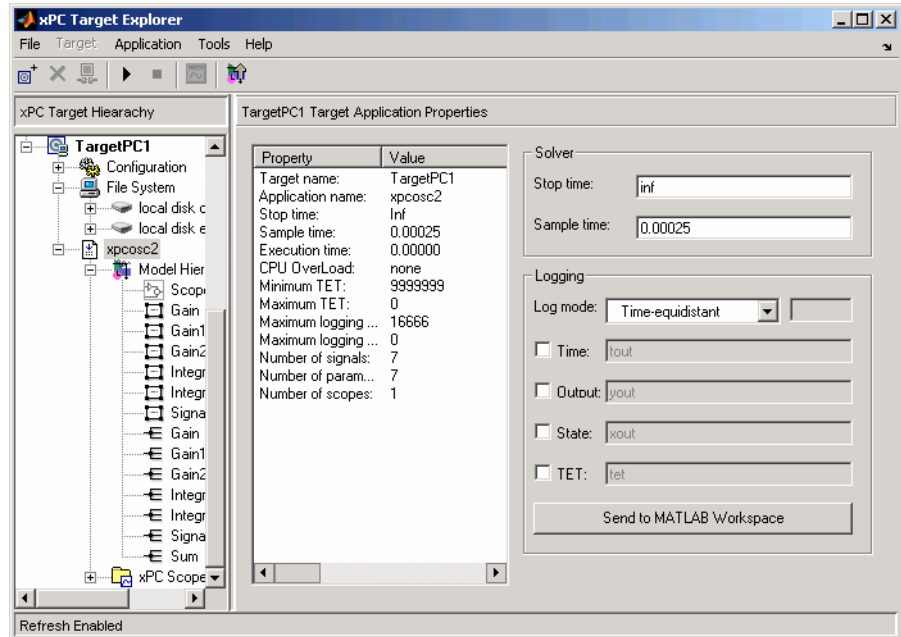 xPC Target Explorer
File Target Application Tools Help
xPC Target Hiearachy
TargetPC1 Target Application Properties
TargetPC1
Configuration
File System
local disk c
local disk e
xpcosc2
Model Hier
Scop
Gain
Gain1
Gain2
Integr
Integr
Signa
Gain
Gain1
Gain2
Integr
Integr
Signa
Sum
xPC Scope
Property Value
Target name: TargetPC1
Application name: xpcosc2
Stop time: Inf
Sample time: 0.00025
Execution time: 0.00000
CPU OverLoad: none
Minimum TET: 9999999
Maximum TET: 0
Maximum logging ... 16666
Maximum logging ... 0
Number of signals: 7
Number of param... 7
Number of scopes: 1
Solver
Stop time: inf
Sample time: 0.00025
Logging
Log mode: Time-equidistant
Time: tout
Output: yout
State: xout
TET: tet
Send to MATLAB Workspace
Refresh Enabled